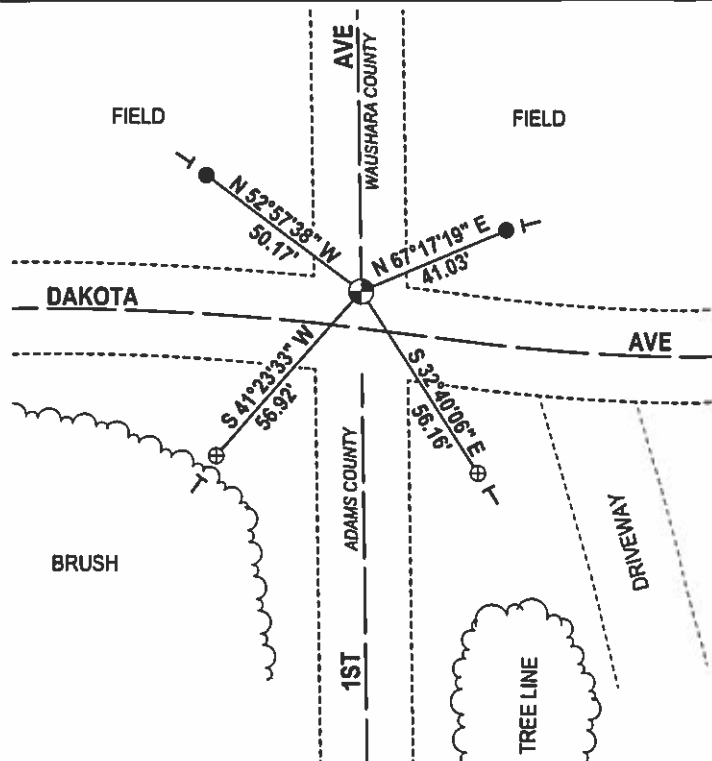 AVE
WAUSHARA COUNTY
FIELD
FIELD
N 52°57'38" W
50.17'
N 67°17'19" E
41.03'
DAKOTA
AVE
S 41°23'33" W
56.92'
S 32°40'06" E
56.16'
ADAMS COUNTY
DRIVEWAY
BRUSH
1ST
TREE LINE